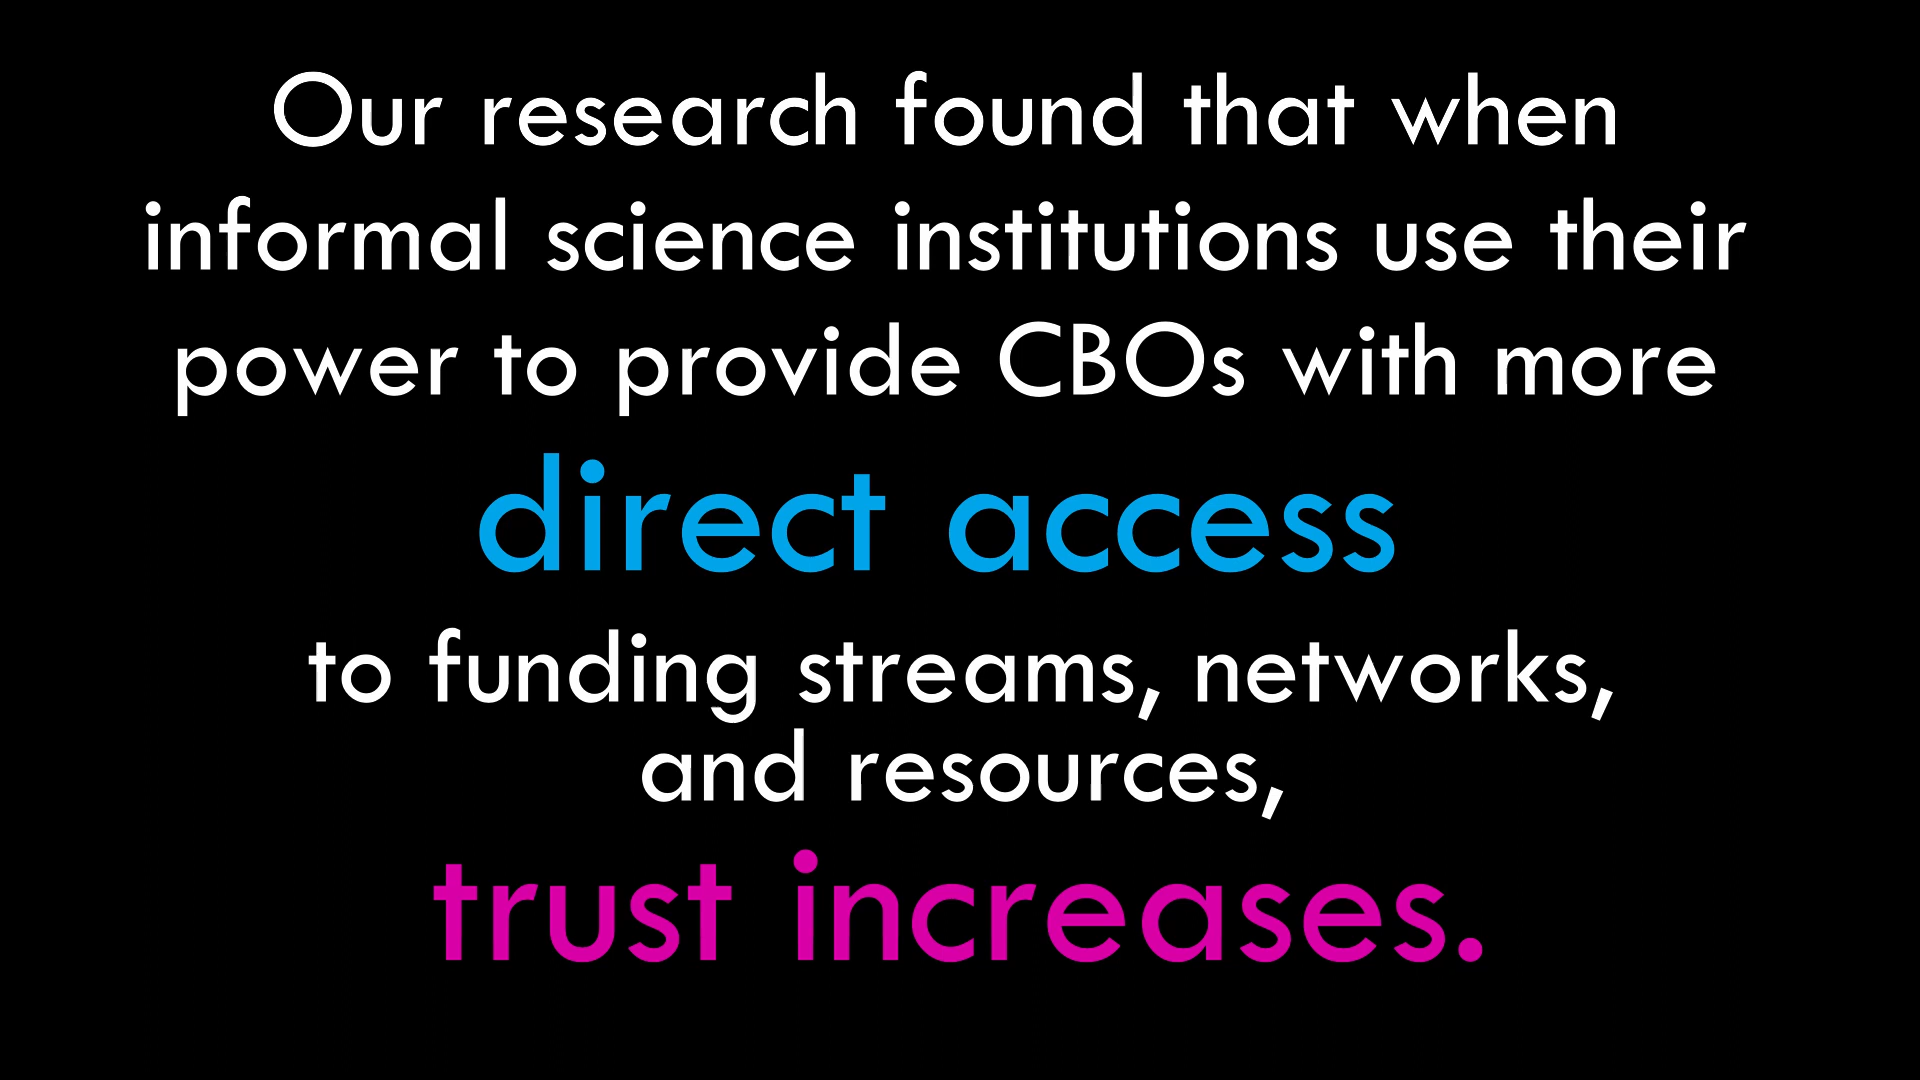 Our research found that when
informal science institutions use their
power to provide CBOs with more
direct access
to funding streams, networks,
and resources,
trust increases.